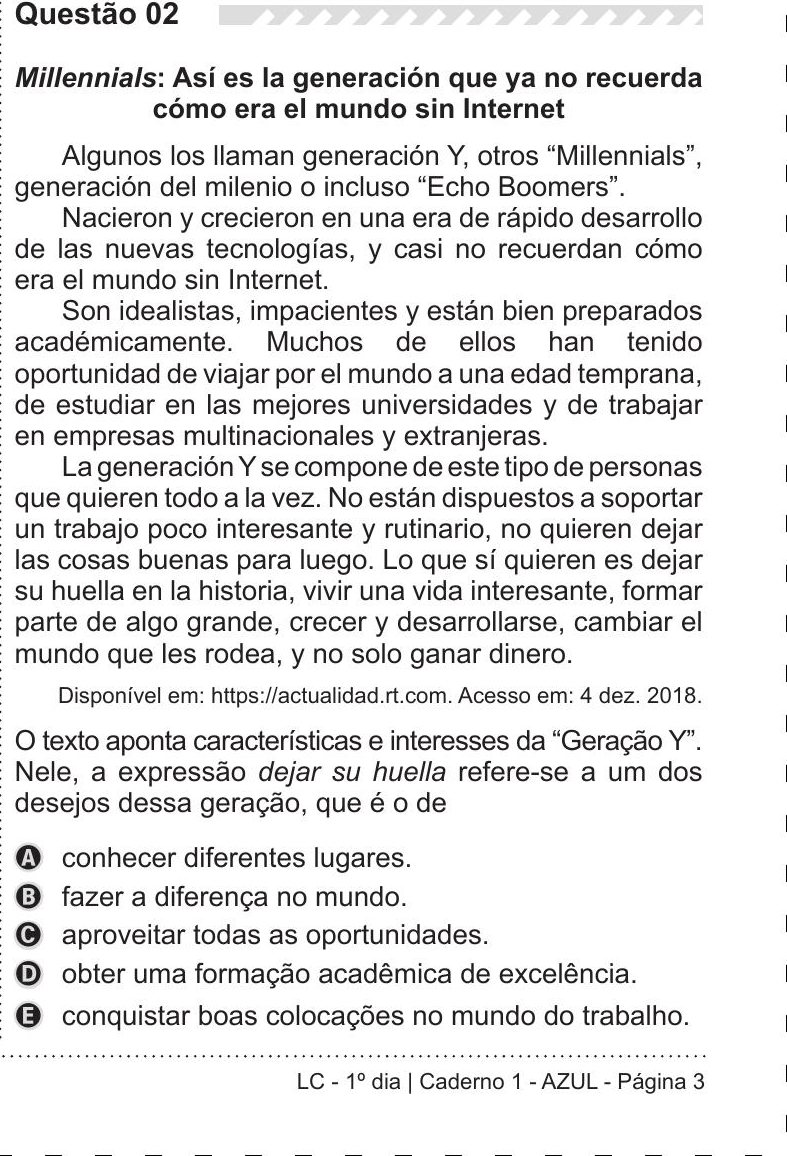 Questão 02
Millennials: Así es la generación que ya no recuerda
cómo era el mundo sin Internet
Algunos los llaman generación Y, otros “Millennials”,
generación del milenio o incluso “Echo Boomers”.
Nacieron y crecieron en una era de rápido desarrollo
de las nuevas tecnologías, y casi no recuerdan cómo
era el mundo sin Internet.
Son idealistas, impacientes y están bien preparados
académicamente. Muchos de ellos han tenido
oportunidad de viajar por el mundo a una edad temprana,
de estudiar en las mejores universidades y de trabajar
en empresas multinacionales y extranjeras.
La generación Y se compone de este tipo de personas
que quieren todo a la vez. No están dispuestos a soportar
un trabajo poco interesante y rutinario, no quieren dejar
las cosas buenas para luego. Lo que sí quieren es dejar
su huella en la historia, vivir una vida interesante, formar
parte de algo grande, crecer y desarrollarse, cambiar el
mundo que les rodea, y no solo ganar dinero.
Disponível em: https://actualidad.rt.com. Acesso em: 4 dez. 2018.
O texto aponta características e interesses da “Geração Y”.
Nele, a expressão dejar su huella refere-se a um dos
desejos dessa geração, que é o de
A conhecer diferentes lugares.
B fazer a diferença no mundo.
C aproveitar todas as oportunidades.
D obter uma formação acadêmica de excelência.
E conquistar boas colocações no mundo do trabalho.
LC - 1º dia | Caderno 1 - AZUL - Página 3